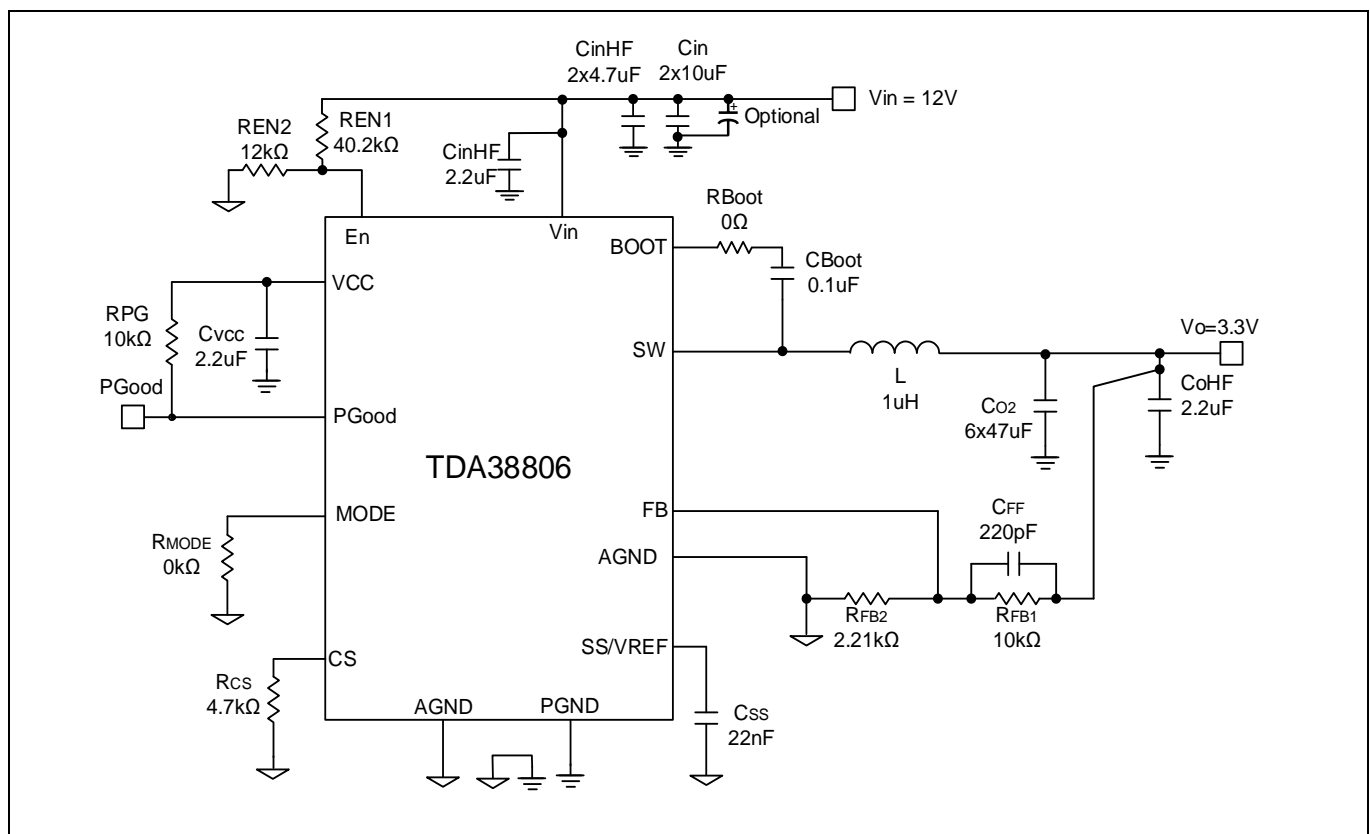 CinHF
2x4.7uF
Cin
2x10uF
Vin = 12V
+
Optional
REN2
12kΩ
REN1
40.2kΩ
CinHF
2.2uF
En
Vin
BOOT
RBoot
0Ω
CBoot
0.1uF
VCC
RPG
10kΩ
Cvcc
2.2uF
SW
L
1uH
Vo=3.3V
CO2
6x47uF
CoHF
2.2uF
PGood
PGood
TDA38806
MODE
RMODE
0kΩ
FB
AGND
CFF
220pF
RFB2
2.21kΩ
RFB1
10kΩ
CS
RCS
4.7kΩ
SS/VREF
CSS
22nF
AGND
PGND